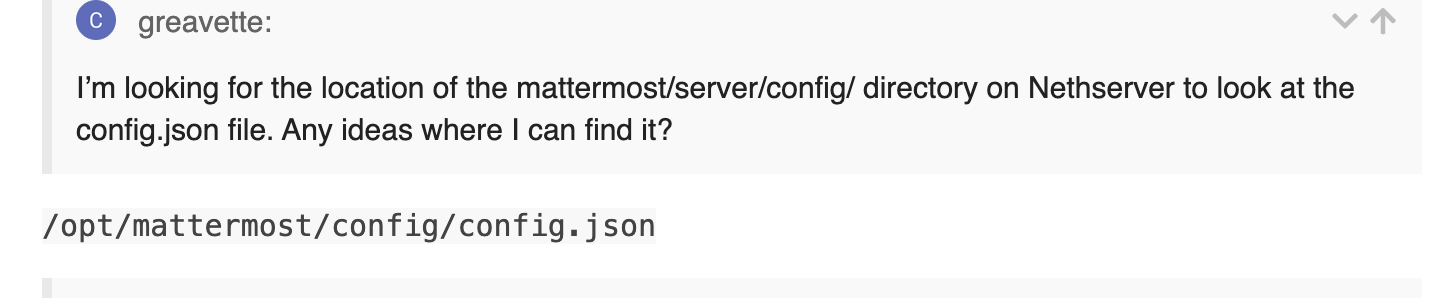 C greavette:
I’m looking for the location of the mattermost/server/config/ directory on Nethserver to look at the
config.json file. Any ideas where I can find it?
/opt/mattermost/config/config.json